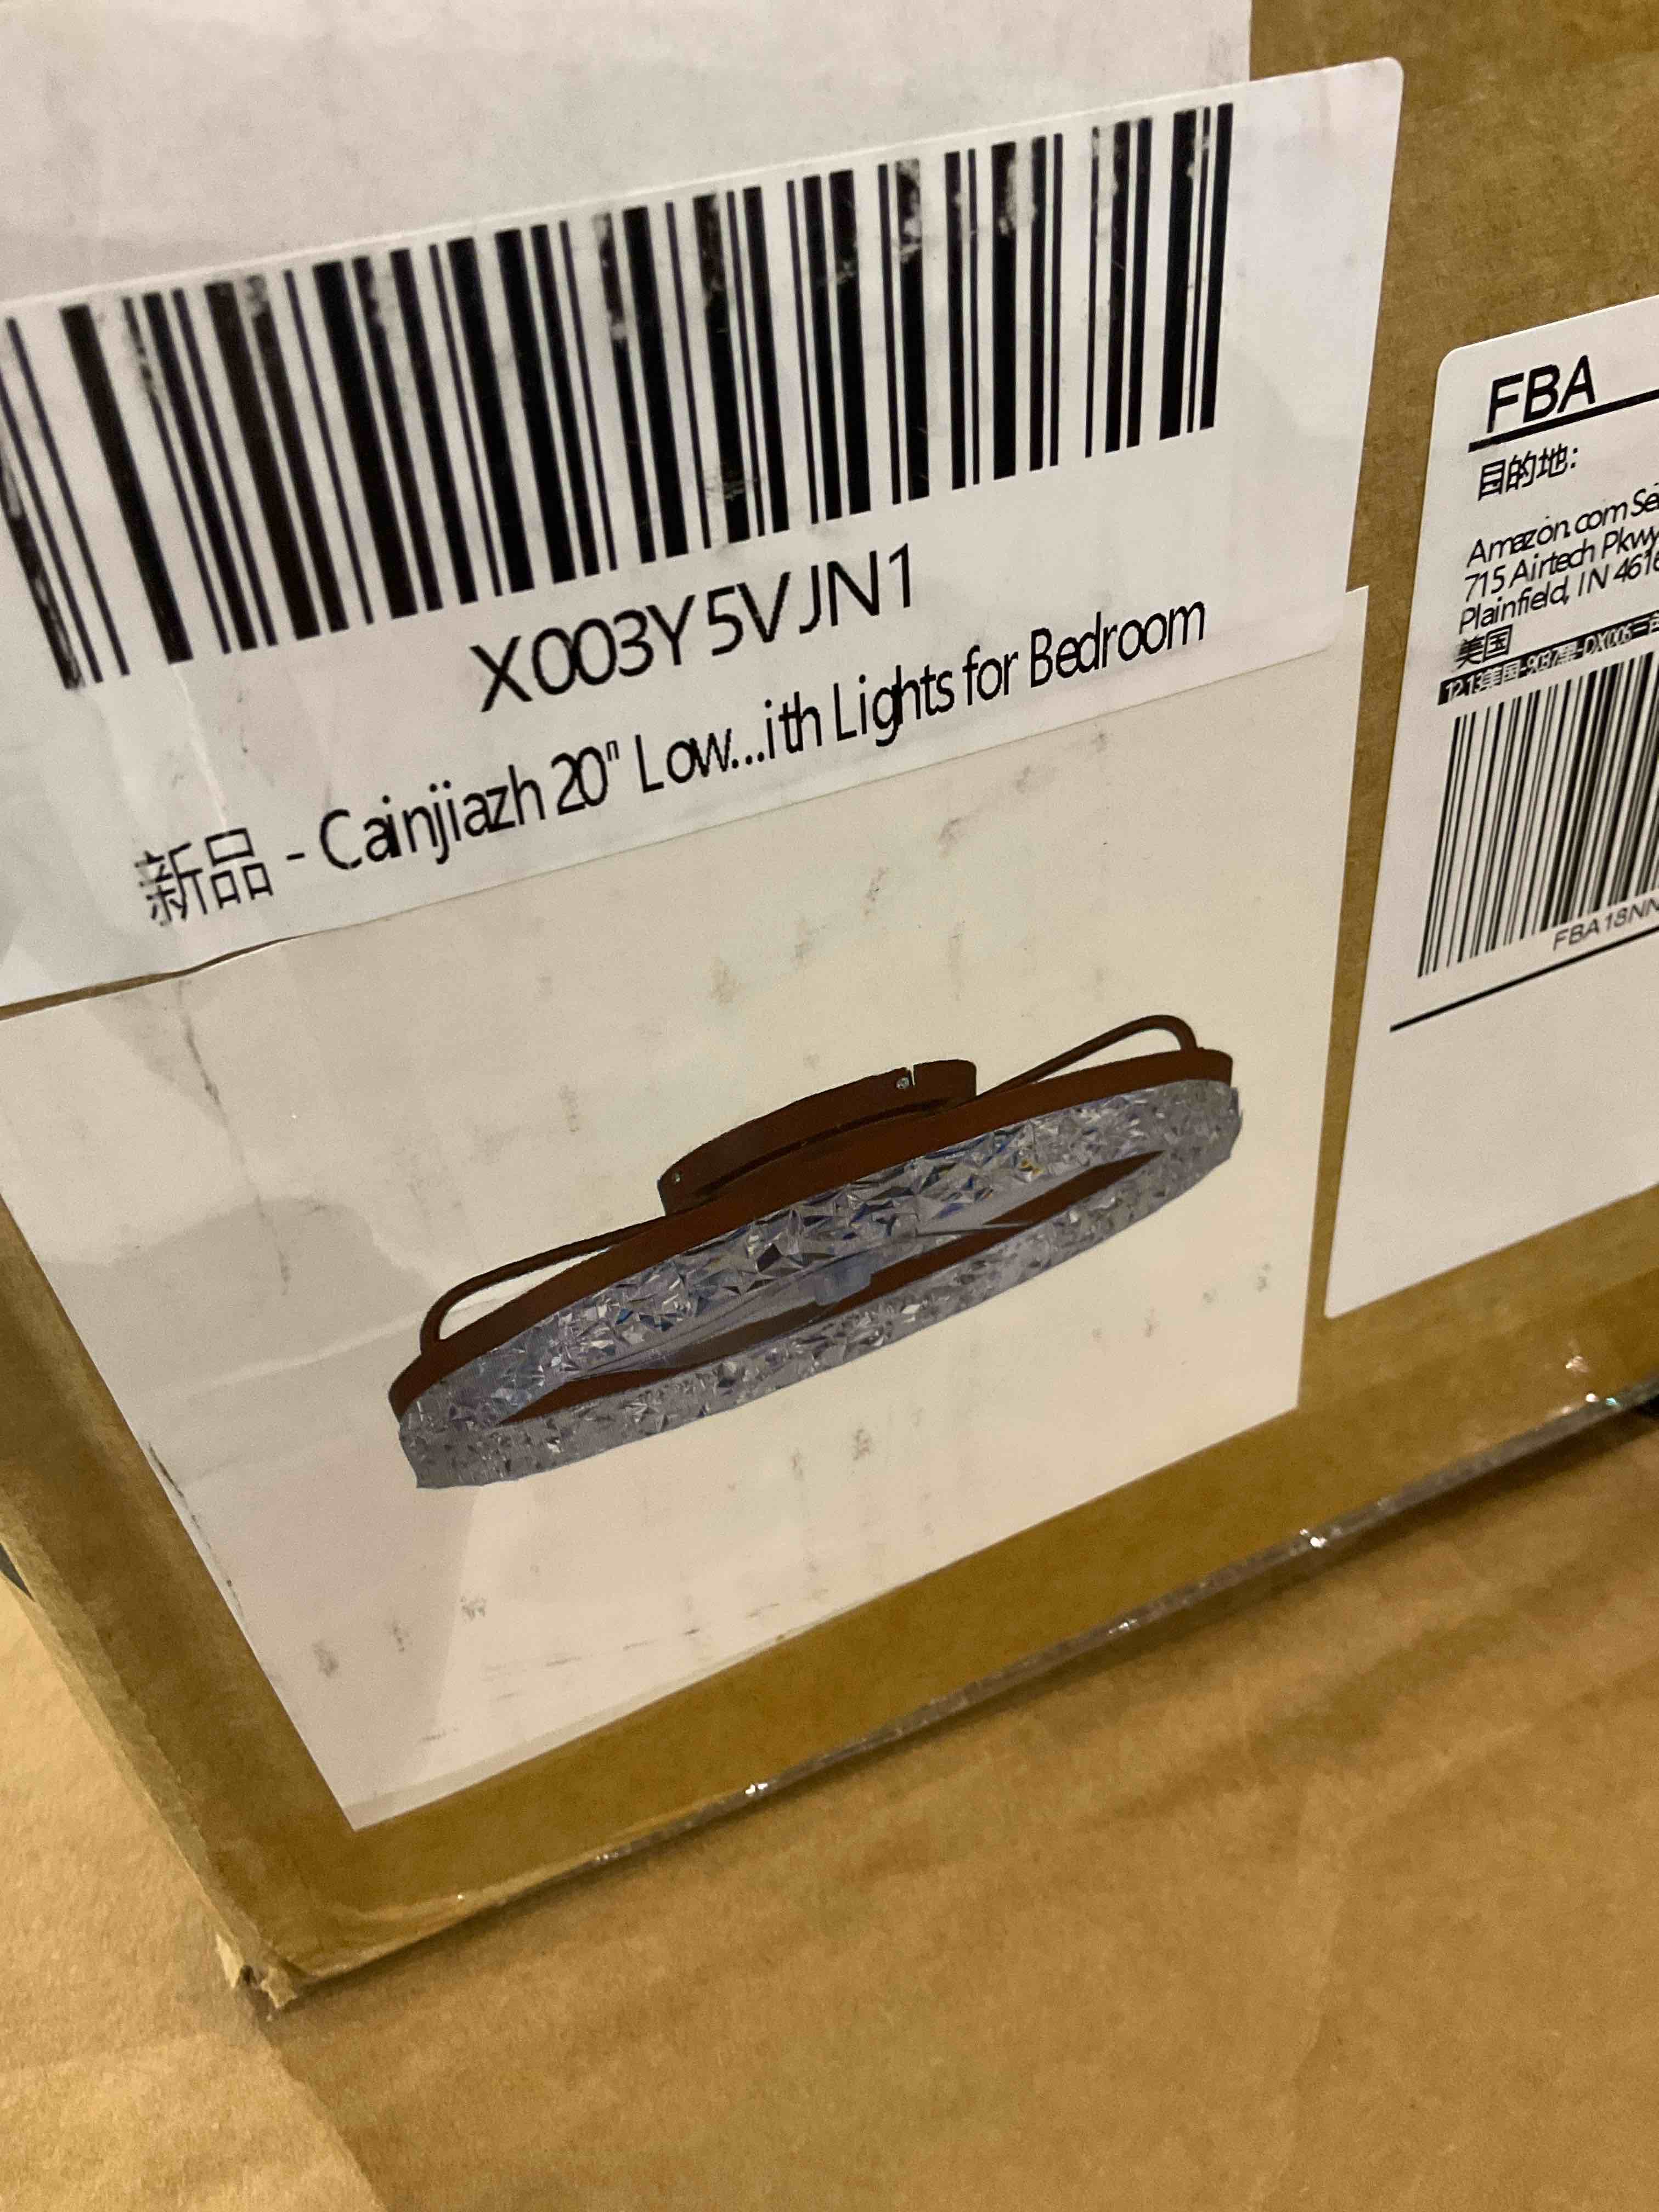 X003Y5VJN1
新品 - Cainjiazh 20" Low...ith Lights for Bedroom
FBA
目的地:
Amazon.com
715 Airtech Pkwy
Plainfield, IN
美国
FBA18NN